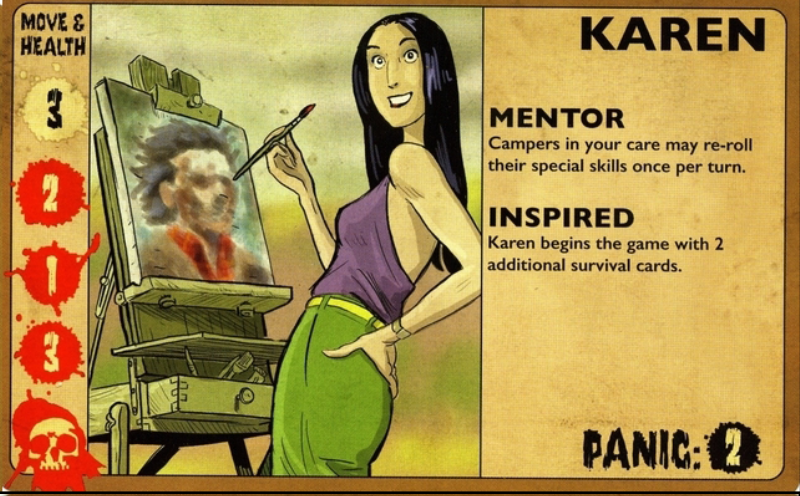 MOVE &
HEALTH
3
2
1
3
KAREN
MENTOR
Campers in your care may re-roll
their special skills once per turn.
INSPIRED
Karen begins the game with 2
additional survival cards.
PANIC: 2